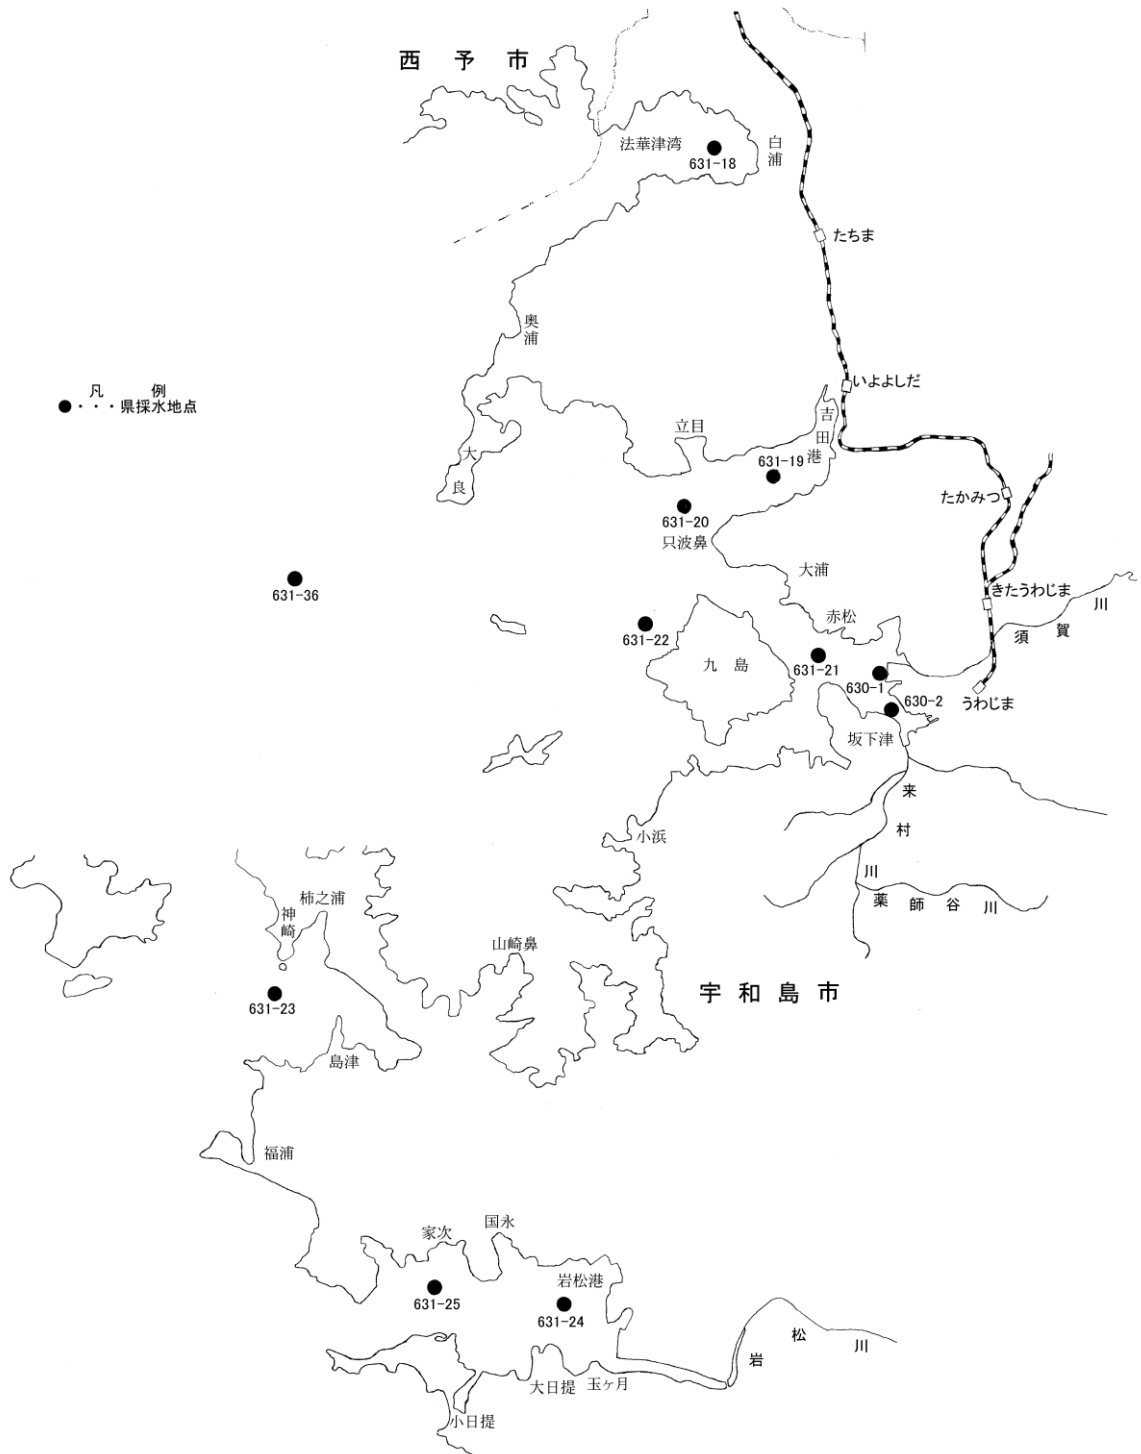 西予市
法華津湾
白浦
631-18
たちま
奥浦
いよよしだ
凡例
●・・・県採水地点
吉田港
立目
大良
631-19
たかみつ
631-20
只波鼻
大浦
631-36
きたうわじま
赤松
須賀川
631-22
九島
631-21
630-1
うわじま
630-2
坂下津
来村川
小浜
薬師谷川
柿之浦
神崎
山崎鼻
宇和島市
631-23
島津
福浦
国永
家次
岩松港
631-25
631-24
岩松川
大日提
玉ヶ月
小日提